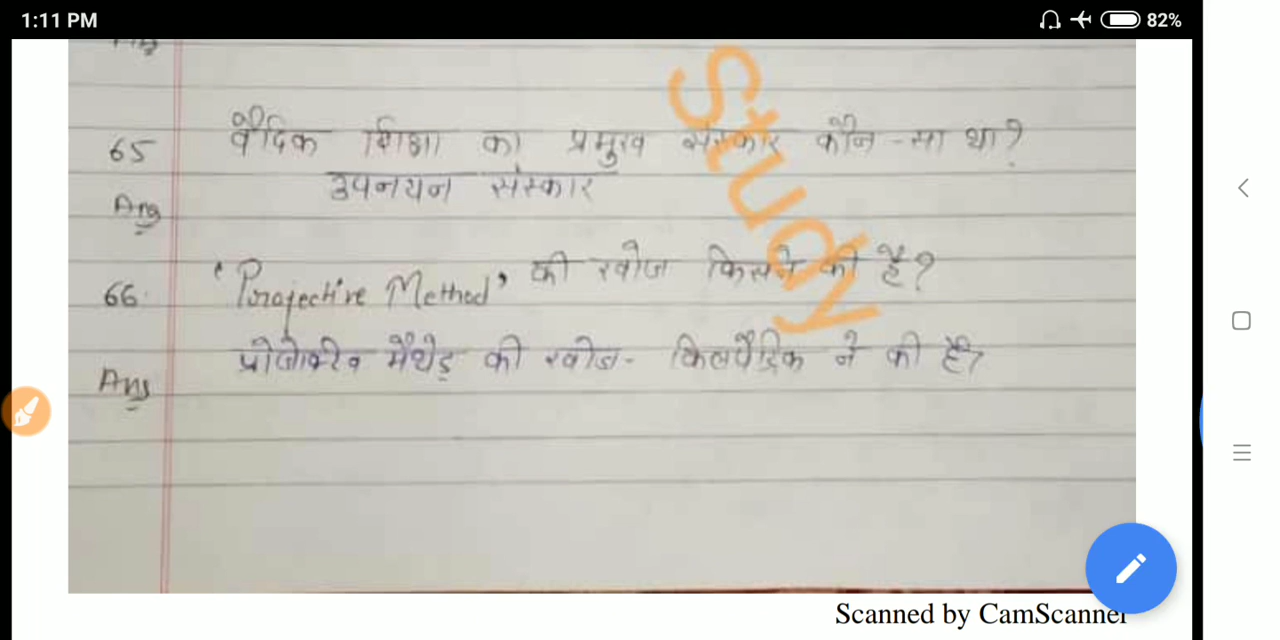 1:11 PM
82%
65 वैदिक शिक्षा का प्रमुख संस्कार कौन-सा था?
Ans उपनयन संस्कार
66. 'Projective Method' की खोज किसने की है?
Ans प्रोजेक्टिव मैथेड की खोज - किलपैट्रिक ने की है?
Study
Scanned by CamScanner